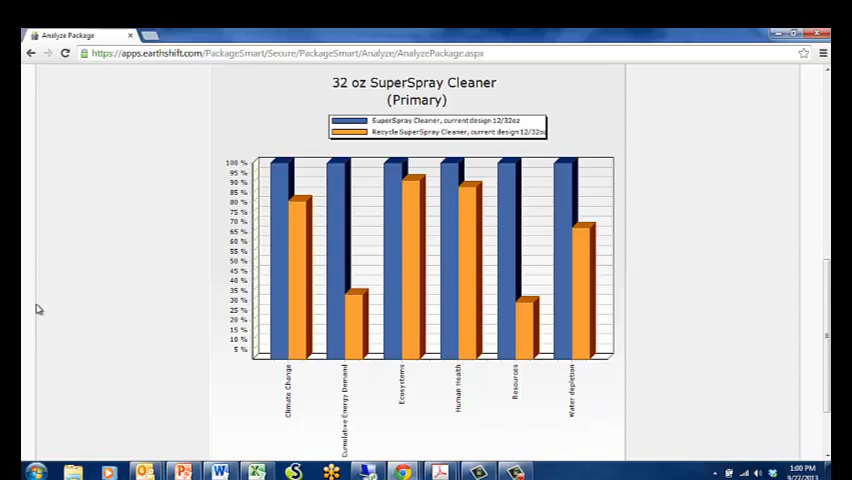 Analyze Package
https://apps.earthshift.com/PackageSmart/Secure/PackageSmart/Analyze/AnalyzePackage.aspx
32 oz SuperSpray Cleaner
(Primary)
SuperSpray Cleaner, current design 12/32oz
Recycle SuperSpray Cleaner, current design 12/32oz
100 %
95 %
90 %
85 %
80 %
75 %
70 %
65 %
60 %
55 %
50 %
45 %
40 %
35 %
30 %
25 %
20 %
15 %
10 %
5 %
Climate Change
Cumulative Energy Demand
Ecosystems
Human Health
Resources
Water depletion
1:00 PM
9/27/2013